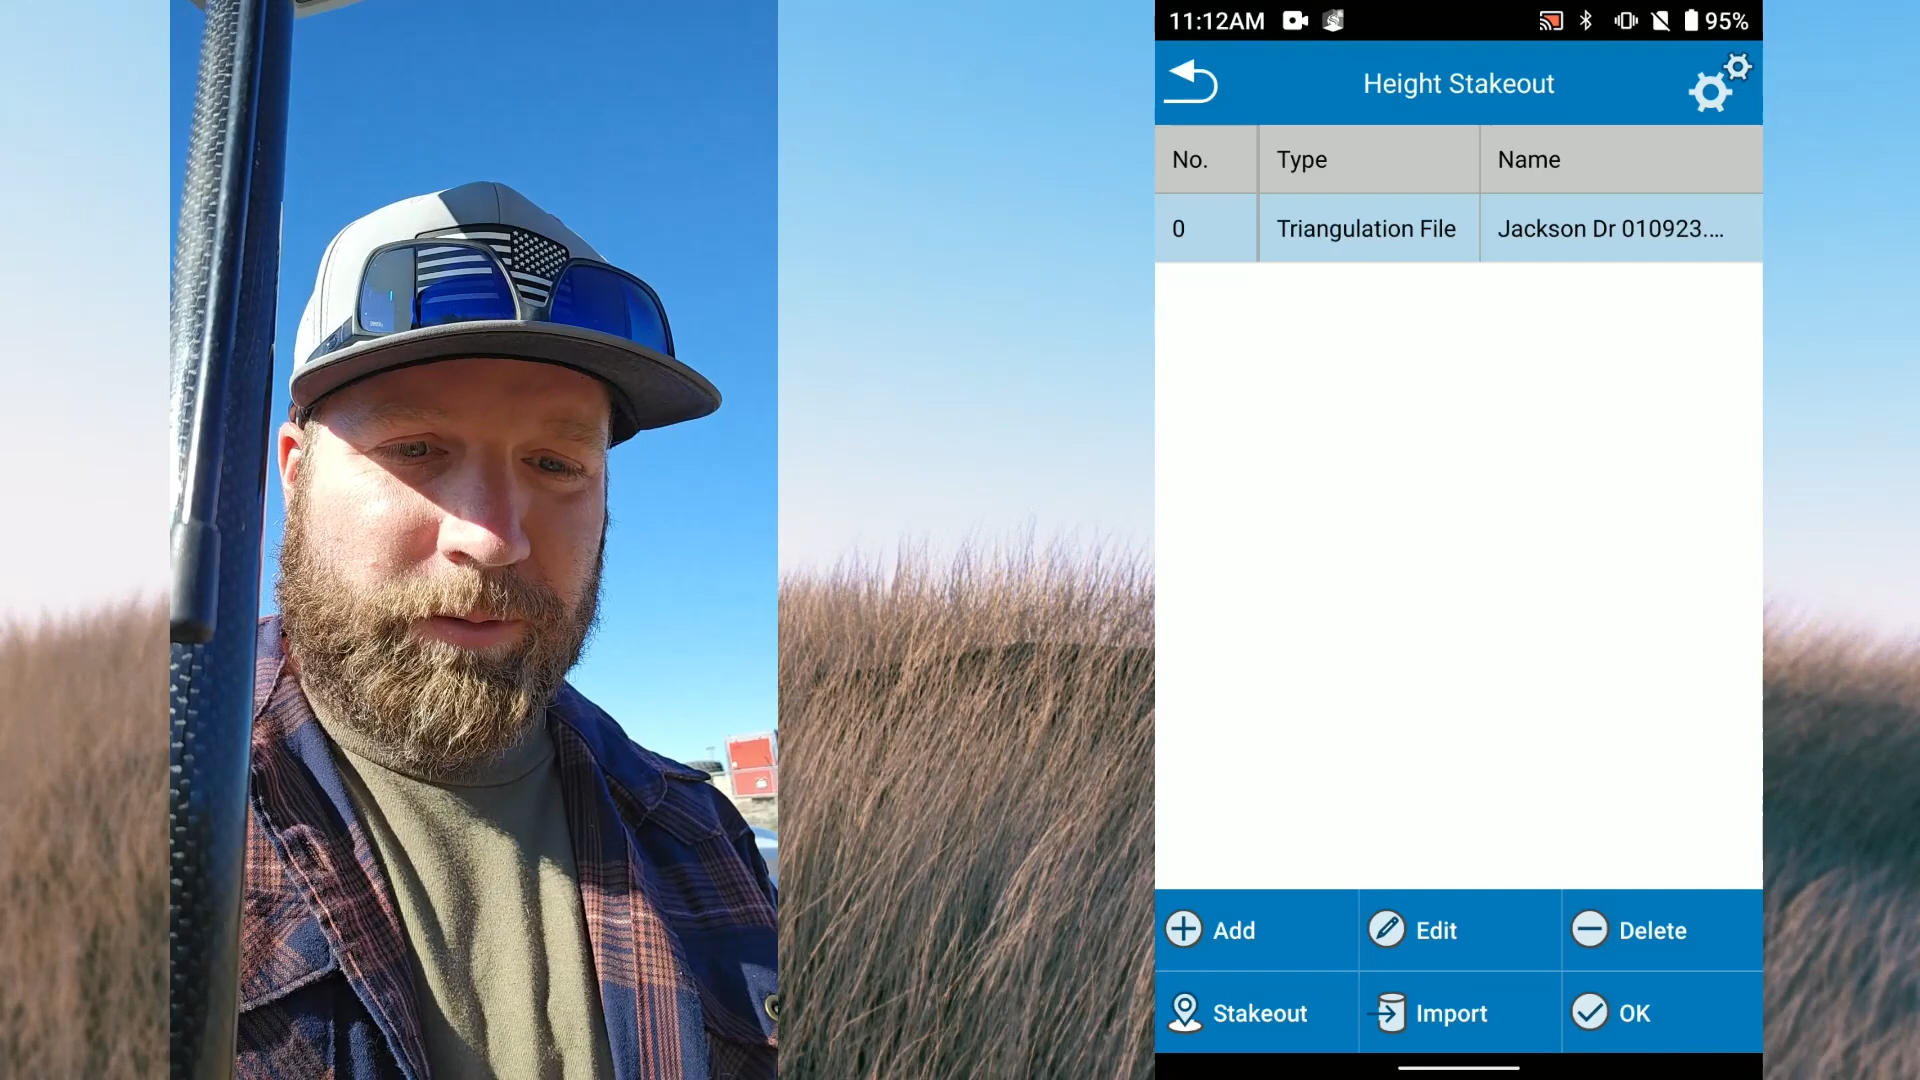 11:12AM 95%
Height Stakeout
No. Type Name
0 Triangulation File Jackson Dr 010923....
Add Edit Delete
Stakeout Import OK